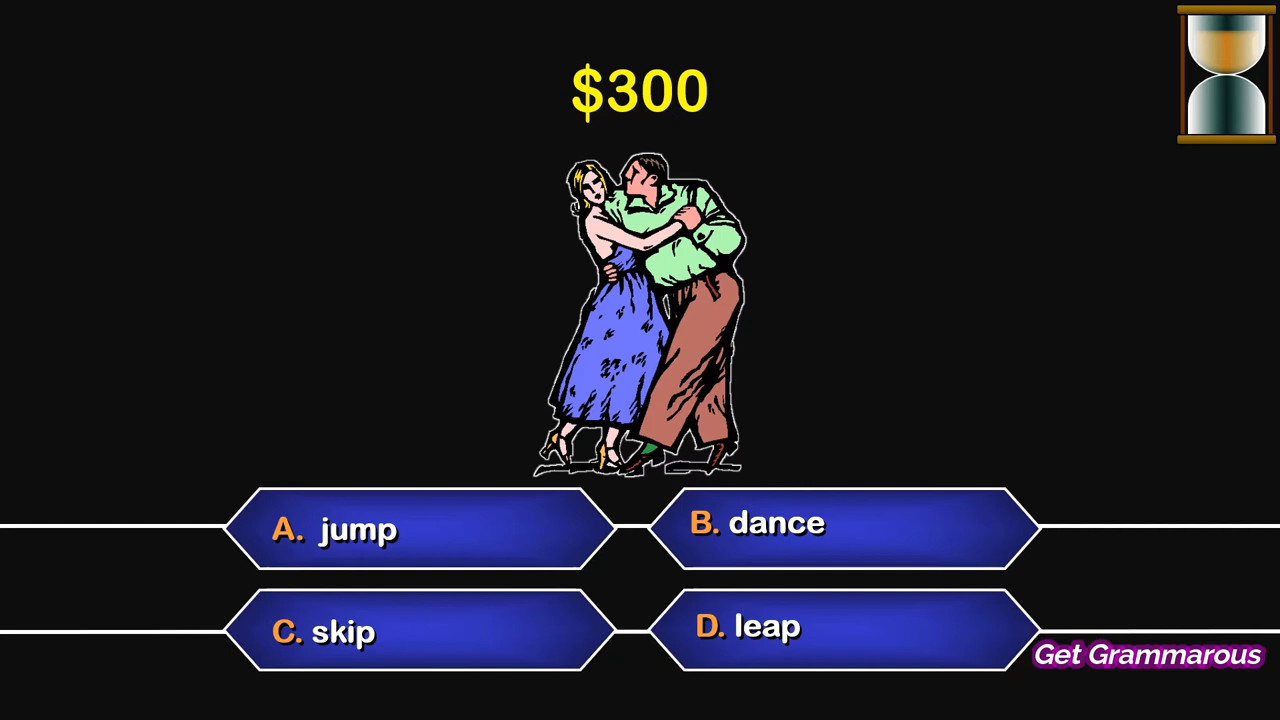 $300
A. jump
B. dance
C. skip
D. leap
Get Grammarous